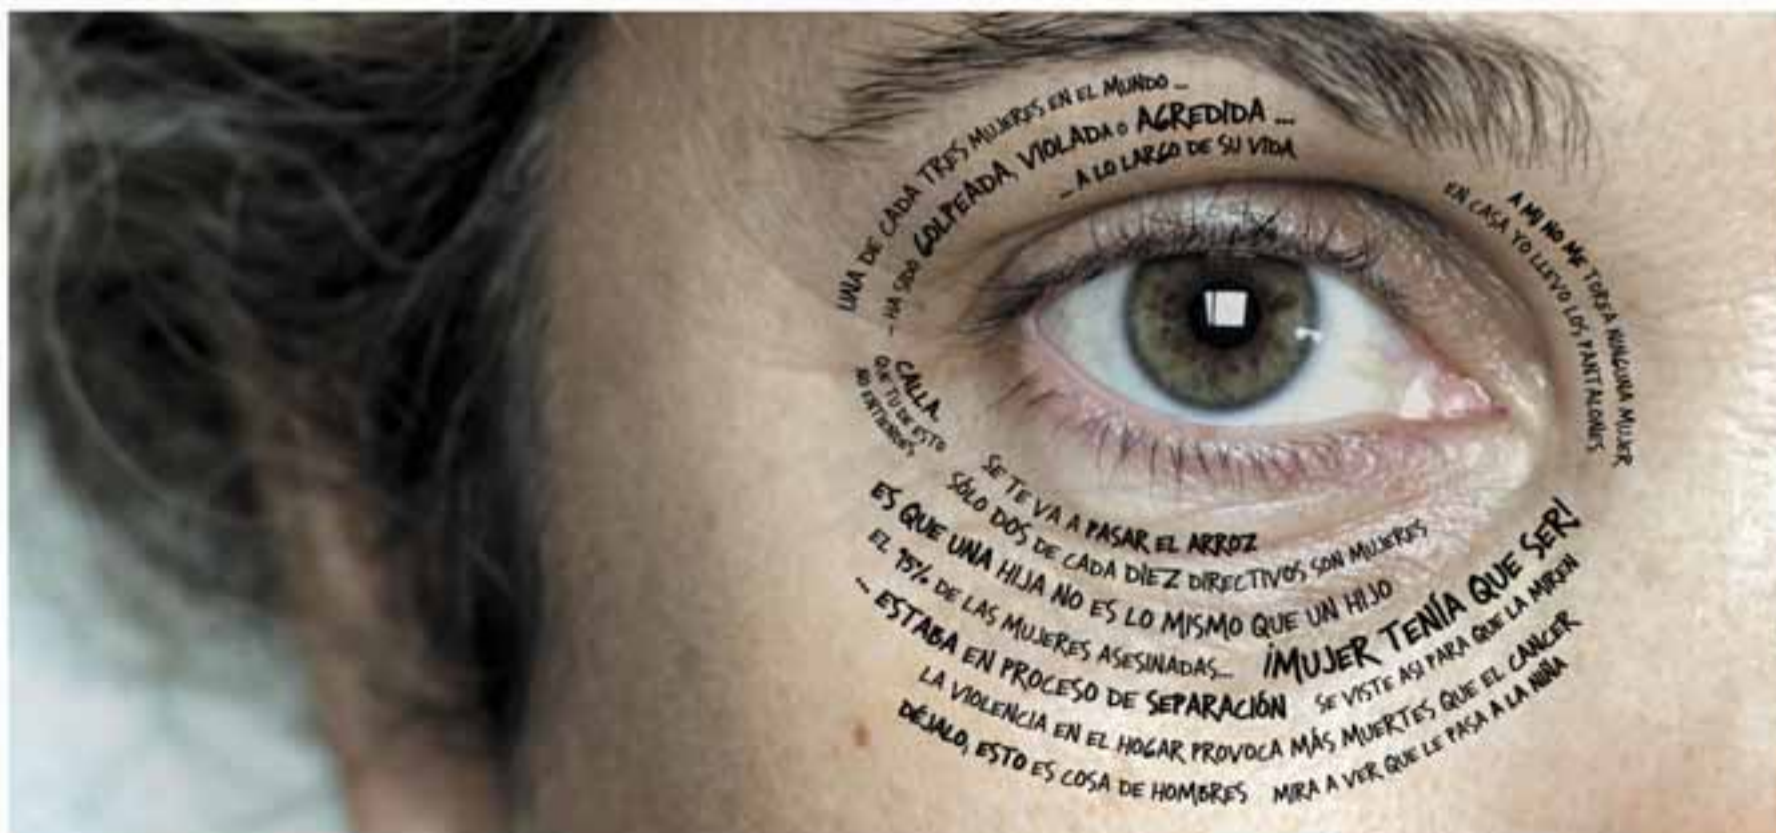 UNA DE CADA TRES MUJERES EN EL MUNDO ...
... HA SIDO GOLPEADA, VIOLADA O AGREDIDA ...
... A LO LARGO DE SU VIDA
A MI NO ME TOREA NINGUNA MUJER
EN CASA YO LLEVO LOS PANTALONES
CALLA,
QUE TU DE ESTO
NO ENTIENDES
SE TE VA A PASAR EL ARROZ
SÓLO DOS DE CADA DIEZ DIRECTIVOS SON MUJERES
ES QUE UNA HIJA NO ES LO MISMO QUE UN HIJO
EL 95% DE LAS MUJERES ASESINADAS...
¡MUJER TENÍA QUE SER!
... ESTABA EN PROCESO DE SEPARACIÓN
SE VISTE ASI PARA QUE LA MIREN
LA VIOLENCIA EN EL HOGAR PROVOCA MÁS MUERTES QUE EL CANCER
DÉJALO, ESTO ES COSA DE HOMBRES
MIRA A VER QUE LE PASA A LA NIÑA